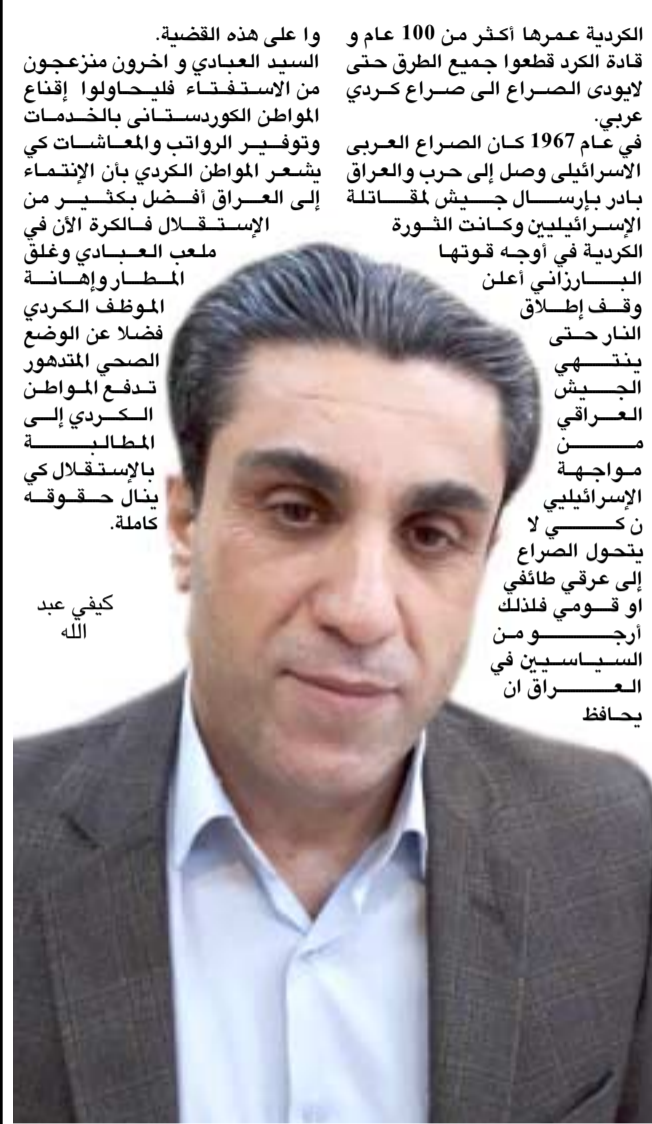 الكردية عمرها أكثر من 100 عام و
قادة الكرد قطعوا جميع الطرق حتى
لايودى الصراع الى صراع كردي
عربي.
في عام 1967 كان الصراع العربى
الاسرائيلى وصل إلى حرب والعراق
بادر بإرسال جيش لمقاتلة
الإسرائيليين وكانت الثورة
الكردية في أوجه قوتها
البارزاني أعلن
وقف إطلاق
النار حتى
ينتهي
الجيش
العراقي
من
مواجهة
الإسرائيليي
ن كي لا
يتحول الصراع
إلى عرقي طائفي
او قومي فلذلك
أرجو من
السياسيين في
العراق ان
يحافظ
وا على هذه القضية.
السيد العبادي و اخرون منزعجون
من الاستفتاء فليحاولوا إقناع
المواطن الكوردستانى بالخدمات
وتوفير الرواتب والمعاشات كي
يشعر المواطن الكردي بأن الإنتماء
إلى العراق أفضل بكثير من
الإستقلال فالكرة الأن في
ملعب العبادي وغلق
المطار وإهانة
الموظف الكردي
فضلا عن الوضع
الصحي المتدهور
تدفع المواطن
الكردي إلى
المطالبة
بالإستقلال كي
ينال حقوقه
كاملة.
كيفي عبد
الله